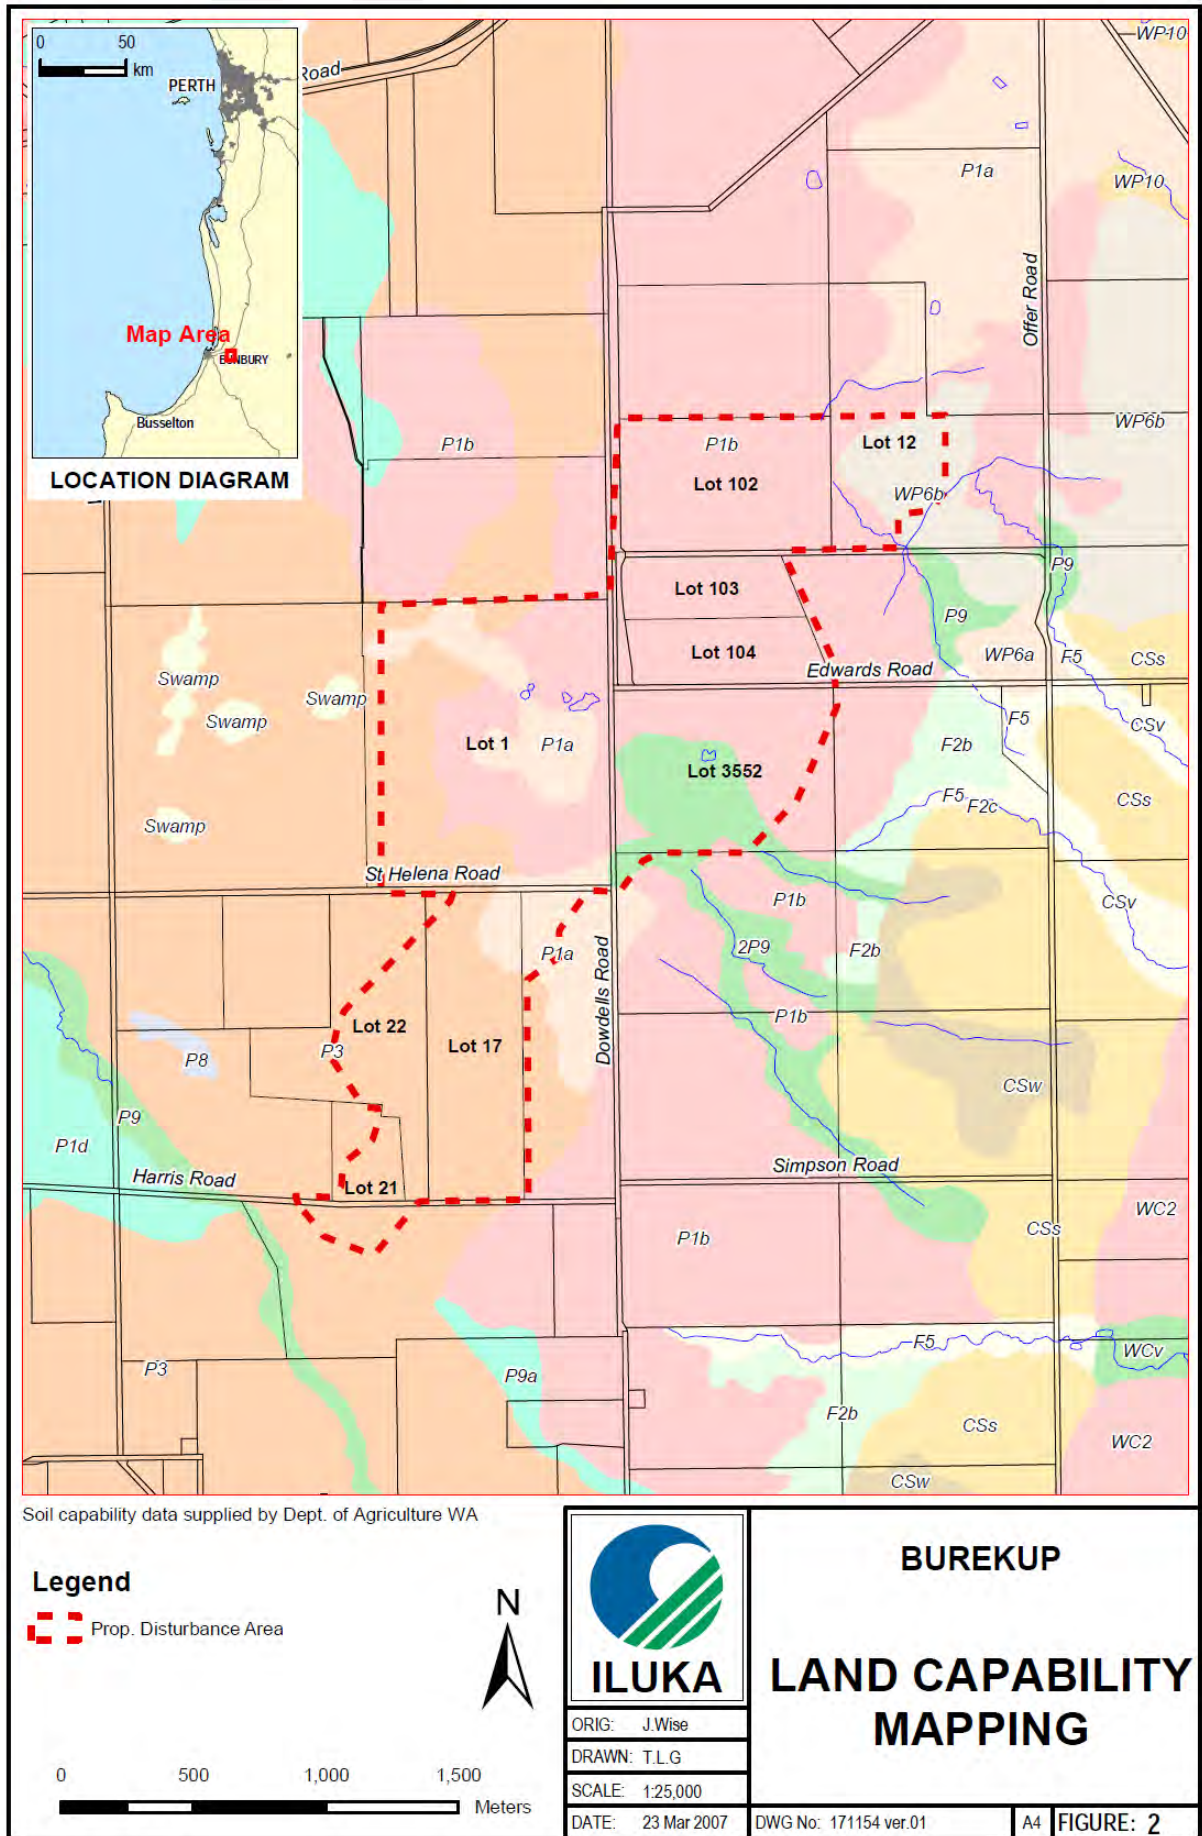 0 50
km
PERTH
Map Area
BUNBURY
Busselton
LOCATION DIAGRAM
Road
WP10
P1a
WP10
Offer Road
P1b
P1b
Lot 12
WP6b
Lot 102
WP6b
Lot 103
P9
P9
Lot 104
WP6a
F5
CSs
Edwards Road
Swamp
Swamp
Swamp
F5
CSv
Lot 1
P1a
F2b
Lot 3552
F5
F2c
CSs
Swamp
St Helena Road
P1b
CSv
P1a
2P9
F2b
Dowdells Road
Lot 22
P1b
P3
Lot 17
P8
CSw
P9
P1d
Harris Road
Simpson Road
Lot 21
WC2
P1b
CSs
F5
WCv
P3
P9a
F2b
CSs
WC2
CSw
Soil capability data supplied by Dept. of Agriculture WA
Legend
Prop. Disturbance Area
N
0 500 1,000 1,500
Meters
ILUKA
ORIG: J.Wise
DRAWN: T.L.G
SCALE: 1:25,000
DATE: 23 Mar 2007
BUREKUP
LAND CAPABILITY
MAPPING
DWG No: 171154 ver.01
A4
FIGURE: 2